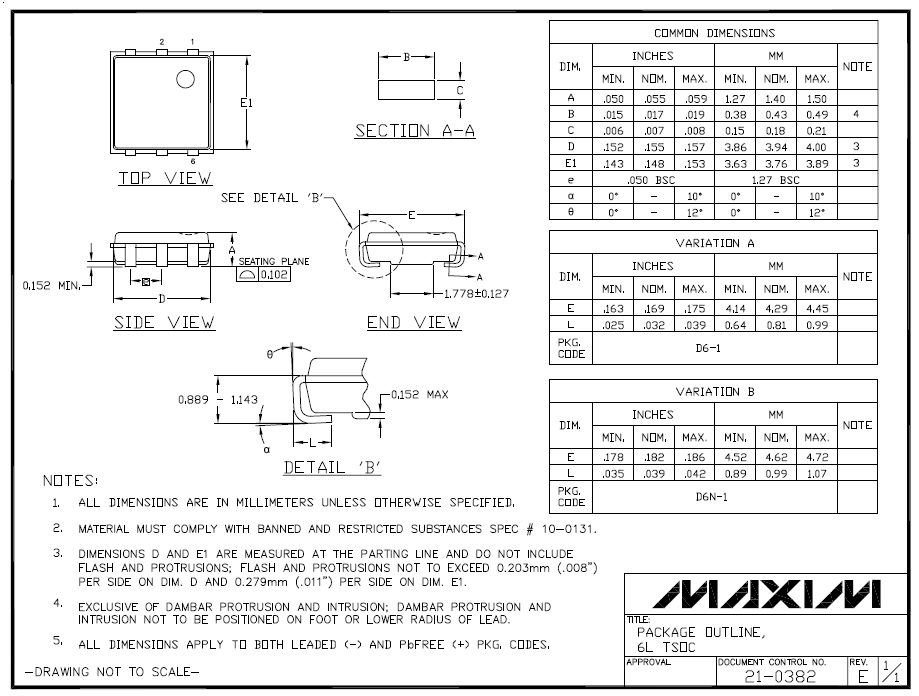 2 1
E1
6
TOP VIEW
B
C
SECTION A-A
SEE DETAIL 'B'
A
SEATING PLANE
0.102
0.152 MIN.
e
D
SIDE VIEW
E
A
A
1.778±0.127
END VIEW
θ
0.889 - 1.143
0.152 MAX
α
L
DETAIL 'B'
COMMON DIMENSIONS
DIM. INCHES MM NOTE
MIN. NOM. MAX. MIN. NOM. MAX.
A .050 .055 .059 1.27 1.40 1.50
B .015 .017 .019 0.38 0.43 0.49 4
C .006 .007 .008 0.15 0.18 0.21
D .152 .155 .157 3.86 3.94 4.00 3
E1 .143 .148 .153 3.63 3.76 3.89 3
e .050 BSC 1.27 BSC
α 0° - 10° 0° - 10°
θ 0° - 12° 0° - 12°
VARIATION A
DIM. INCHES MM NOTE
MIN. NOM. MAX. MIN. NOM. MAX.
E .163 .169 .175 4.14 4.29 4.45
L .025 .032 .039 0.64 0.81 0.99
PKG. CODE D6-1
VARIATION B
DIM. INCHES MM NOTE
MIN. NOM. MAX. MIN. NOM. MAX.
E .178 .182 .186 4.52 4.62 4.72
L .035 .039 .042 0.89 0.99 1.07
PKG. CODE D6N-1
NOTES:
1. ALL DIMENSIONS ARE IN MILLIMETERS UNLESS OTHERWISE SPECIFIED.
2. MATERIAL MUST COMPLY WITH BANNED AND RESTRICTED SUBSTANCES SPEC # 10-0131.
3. DIMENSIONS D AND E1 ARE MEASURED AT THE PARTING LINE AND DO NOT INCLUDE
FLASH AND PROTRUSIONS; FLASH AND PROTRUSIONS NOT TO EXCEED 0.203mm (.008")
PER SIDE ON DIM. D AND 0.279mm (.011") PER SIDE ON DIM. E1.
4. EXCLUSIVE OF DAMBAR PROTRUSION AND INTRUSION; DAMBAR PROTRUSION AND
INTRUSION NOT TO BE POSITIONED ON FOOT OR LOWER RADIUS OF LEAD.
5. ALL DIMENSIONS APPLY TO BOTH LEADED (-) AND PbFREE (+) PKG. CODES.
-DRAWING NOT TO SCALE-
MAXIM
TITLE:
PACKAGE OUTLINE,
6L TSOC
APPROVAL
DOCUMENT CONTROL NO.
21-0382
REV.
E
1/1